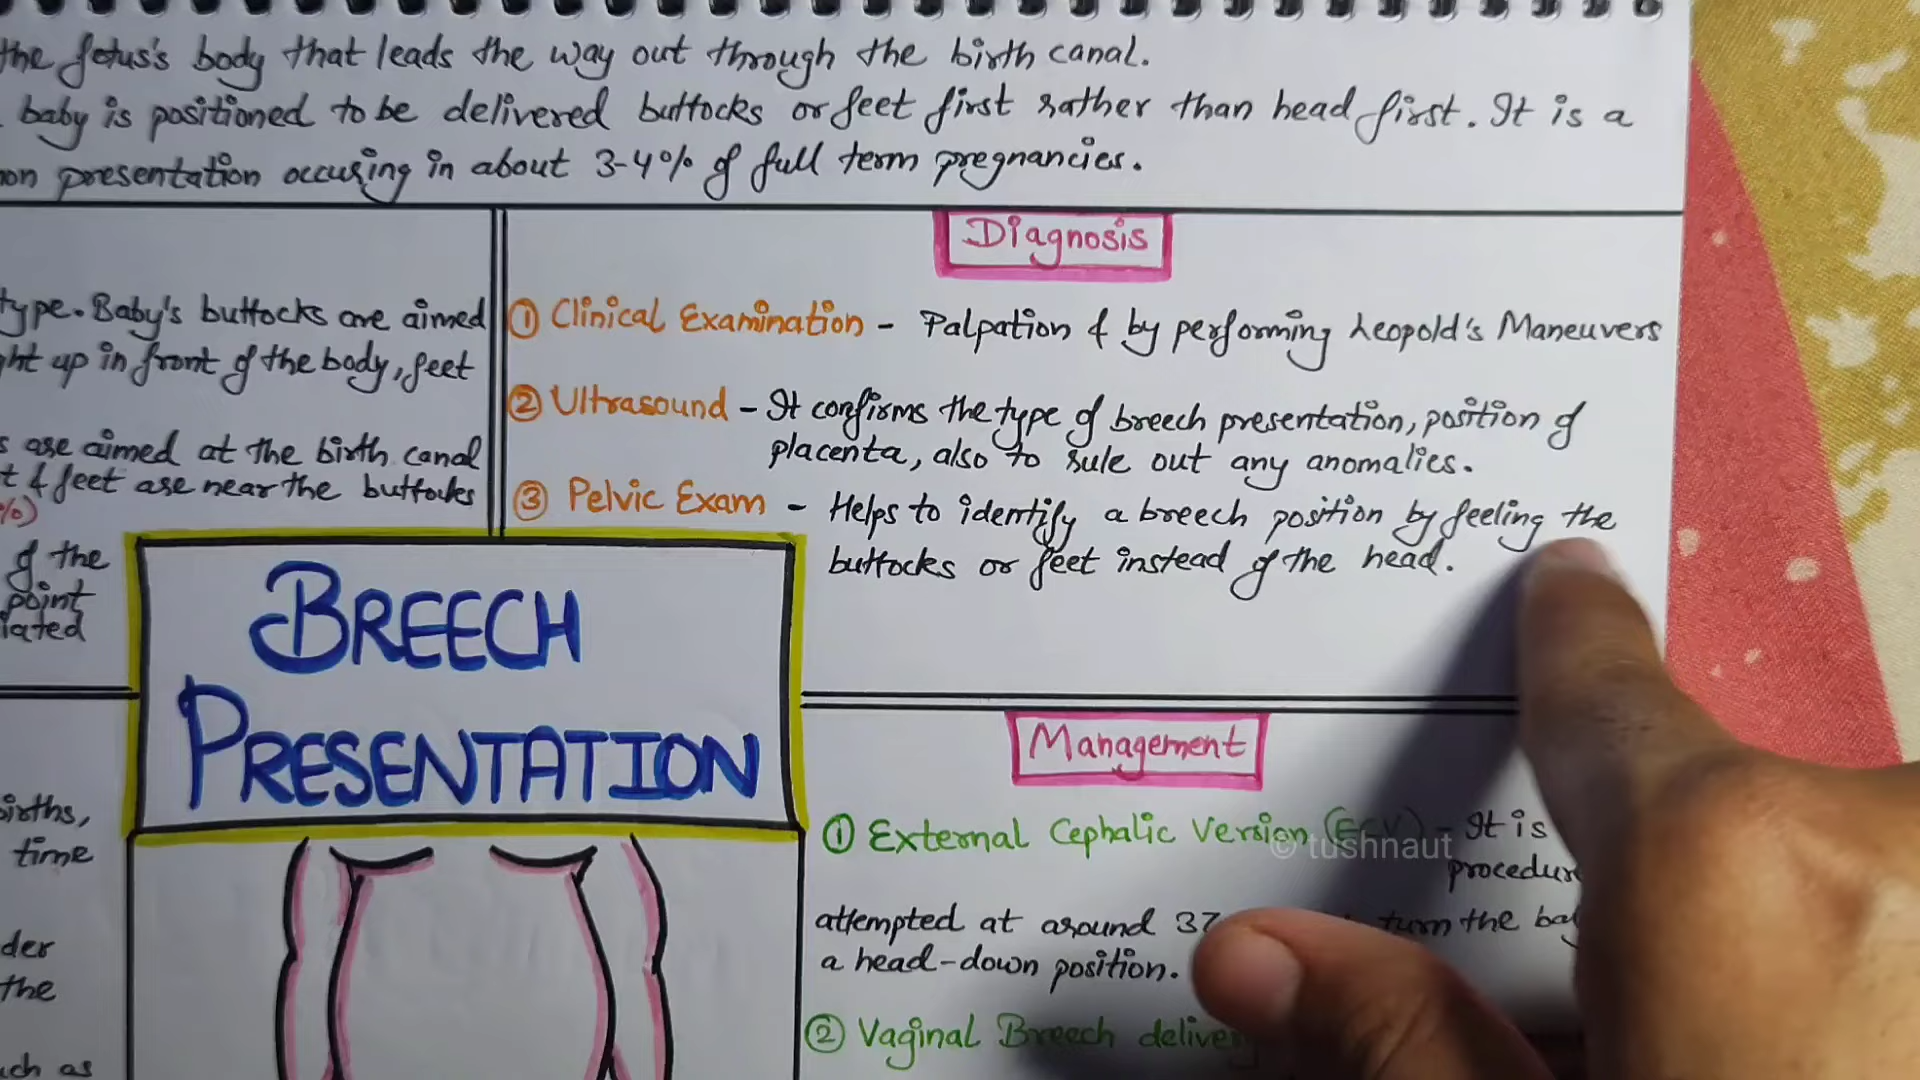 the fetus's body that leads the way out through the birth canal.
baby is positioned to be delivered buttocks or feet first rather than head first. It is a
presentation occuring in about 3-4% of full term pregnancies.
type. Baby's buttocks are aimed
up in front of the body, feet
are aimed at the birth canal
& feet are near the buttocks
%)
of the
point
Diagnosis
① Clinical Examination - Palpation & by performing Leopold's Maneuvers
② Ultrasound - It confirms the type of breech presentation, position of
placenta, also to rule out any anomalies.
③ Pelvic Exam - Helps to identify a breech position by feeling the
buttocks or feet instead of the head.
BREECH
PRESENTATION
births,
time
the
as
Management
① External Cephalic Version (ECV) - It is
attempted at around 37 turn the
a head-down position.
② Vaginal Breech
© tushnaut